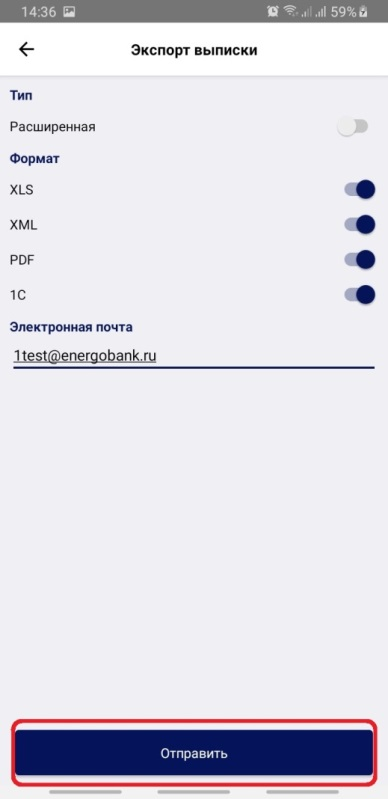 14:36 59%
Экспорт выписки
Тип
Расширенная
Формат
XLS
XML
PDF
1С
Электронная почта
1test@energobank.ru
Отправить